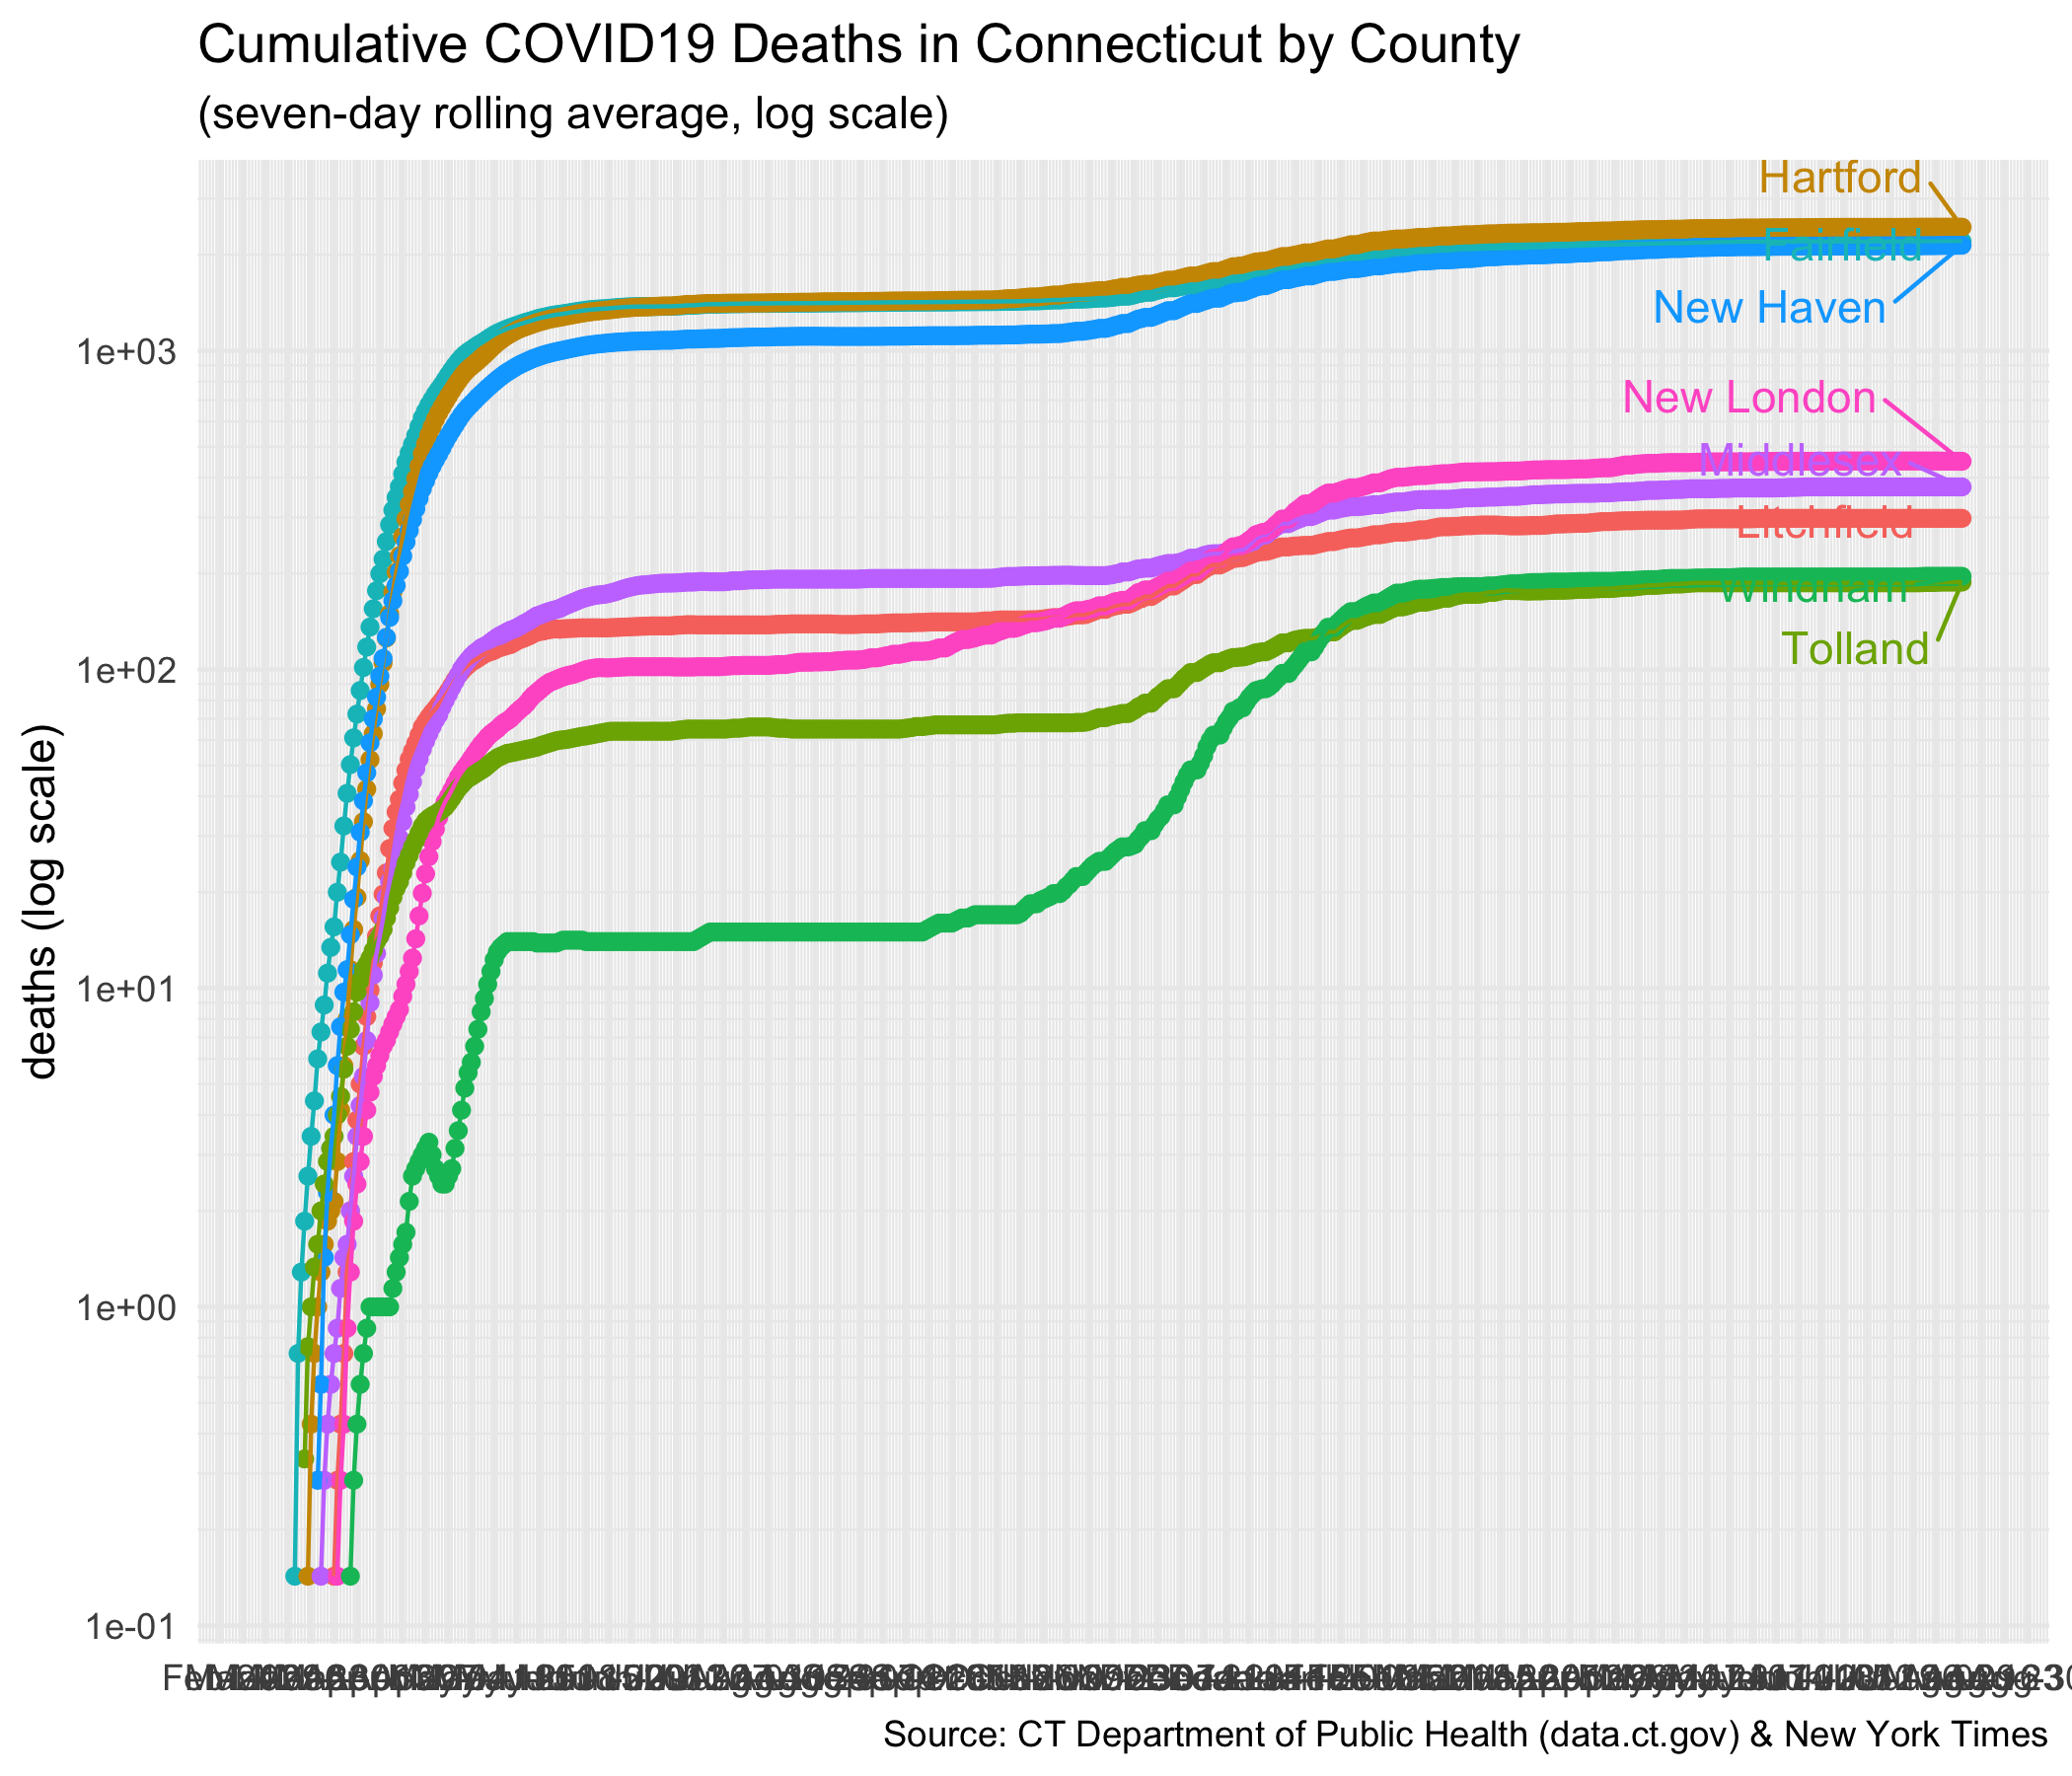 Cumulative COVID19 Deaths in Connecticut by County
(seven-day rolling average, log scale)
Hartford
Fairfield
New Haven
1e+03
New London
Middlesex
Litchfield
Windham
Tolland
1e+02
deaths (log scale)
1e+01
1e+00
1e-01
Source: CT Department of Public Health (data.ct.gov) & New York Times